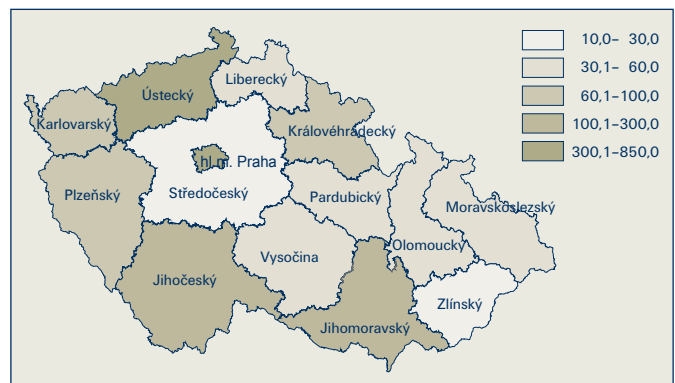 10,0– 30,0
30,1– 60,0
60,1–100,0
100,1–300,0
300,1–850,0
Liberecký
Ústecký
Karlovarský
Královéhradecký
hl.m. Praha
Středočeský
Plzeňský
Pardubický
Moravskoslezský
Olomoucký
Vysočina
Jihočeský
Zlínský
Jihomoravský